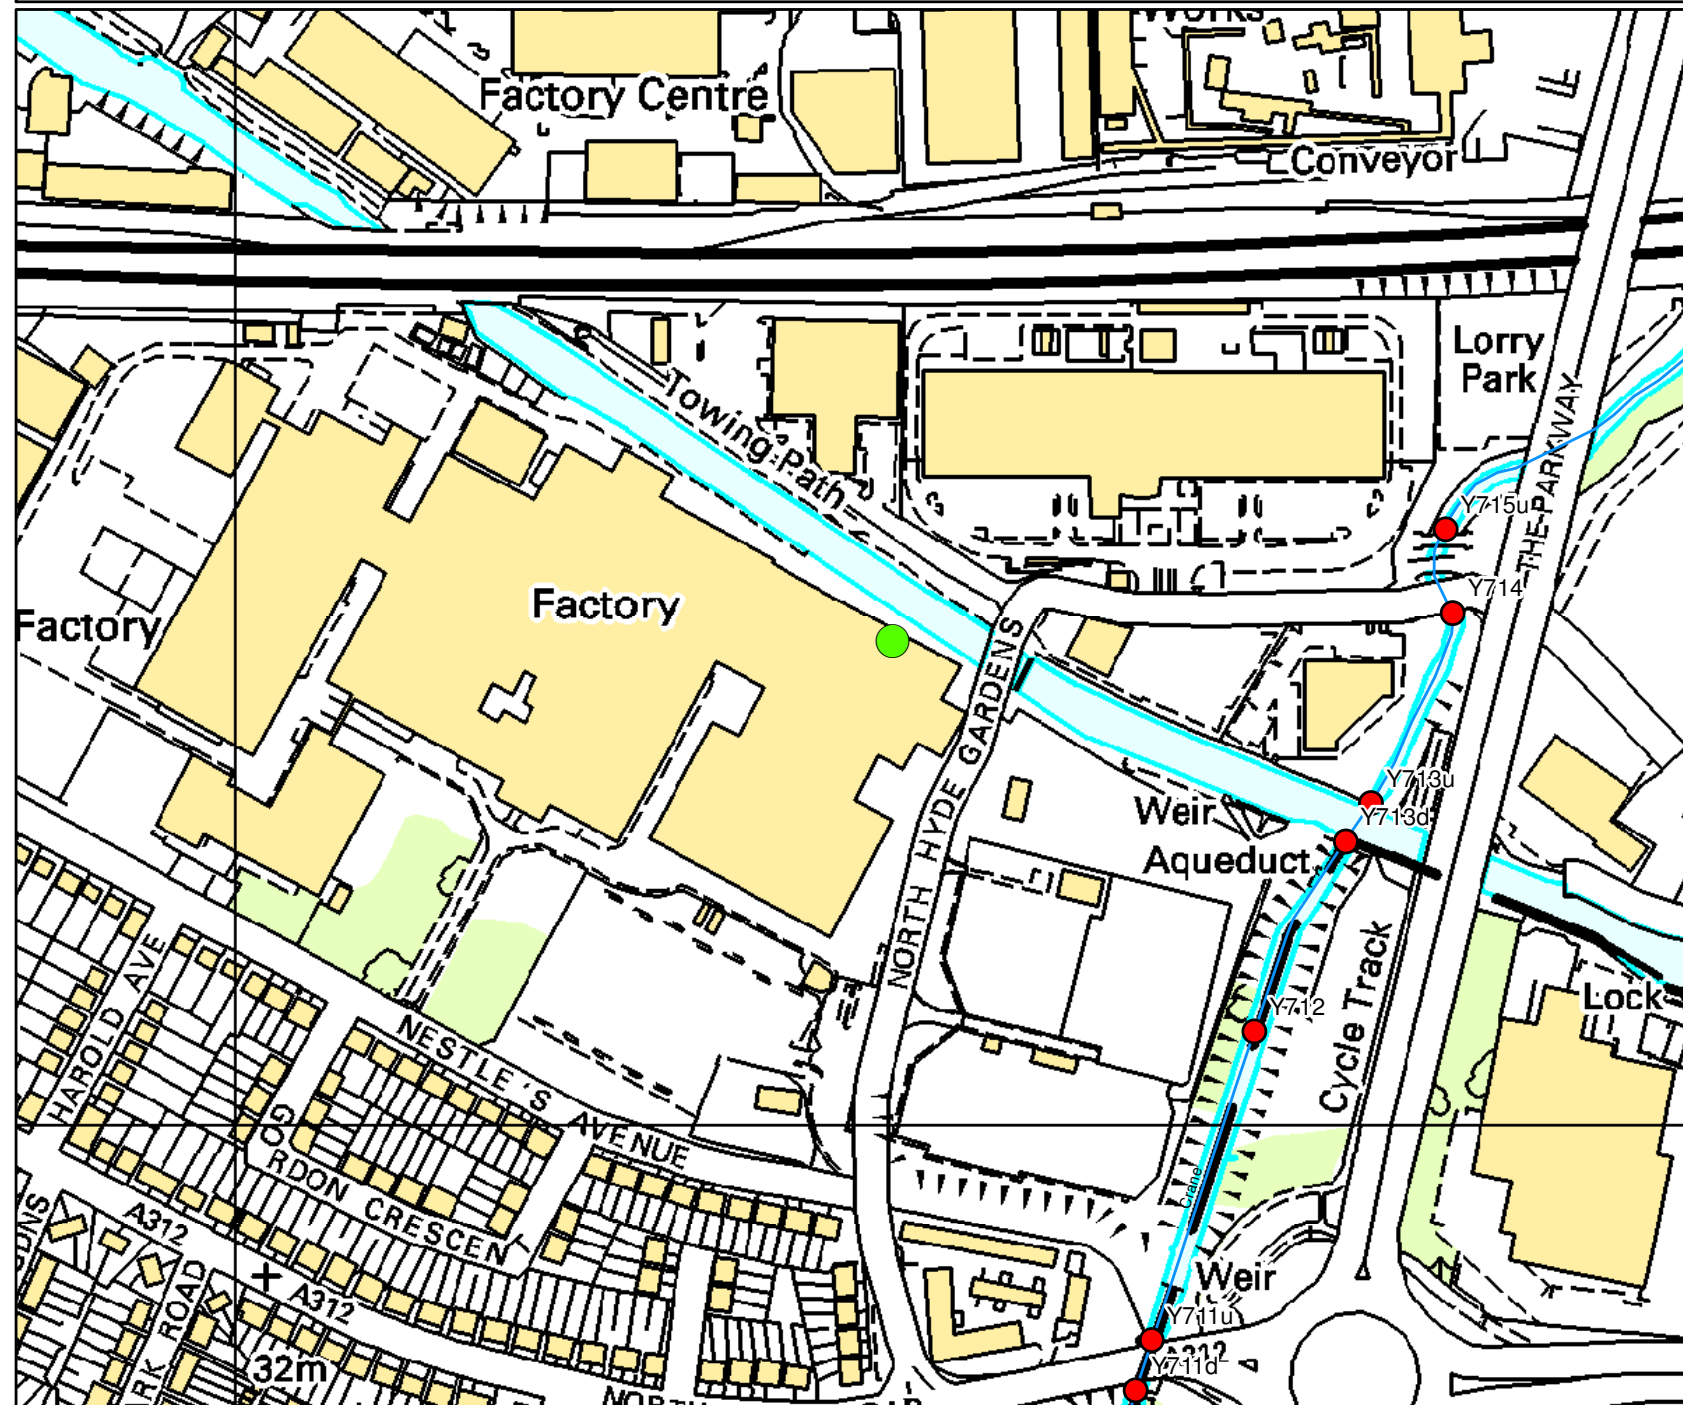 Works
Factory Centre
Conveyor
Lorry
Park
Towing Path
THE PARKWAY
Y715u
Y714
Factory
Factory
NORTH HYDE GARDENS
Y713u
Y713d
Weir
Aqueduct
Lock
Cycle Track
Y712
HAROLD AVE
NESTLE'S AVENUE
GORDON CRESCENT
Crane
A312
A312
Weir
Y711u
A312
Y711d
32m
NORTH